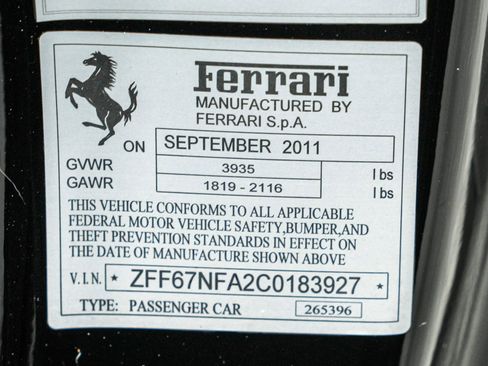 Ferrari
MANUFACTURED BY
FERRARI S.p.A.
ON SEPTEMBER 2011
GVWR 3935 lbs
GAWR 1819 - 2116 lbs
THIS VEHICLE CONFORMS TO ALL APPLICABLE
FEDERAL MOTOR VEHICLE SAFETY,BUMPER,AND
THEFT PREVENTION STANDARDS IN EFFECT ON
THE DATE OF MANUFACTURE SHOWN ABOVE
V.I.N. * ZFF67NFA2C0183927 *
TYPE: PASSENGER CAR 265396